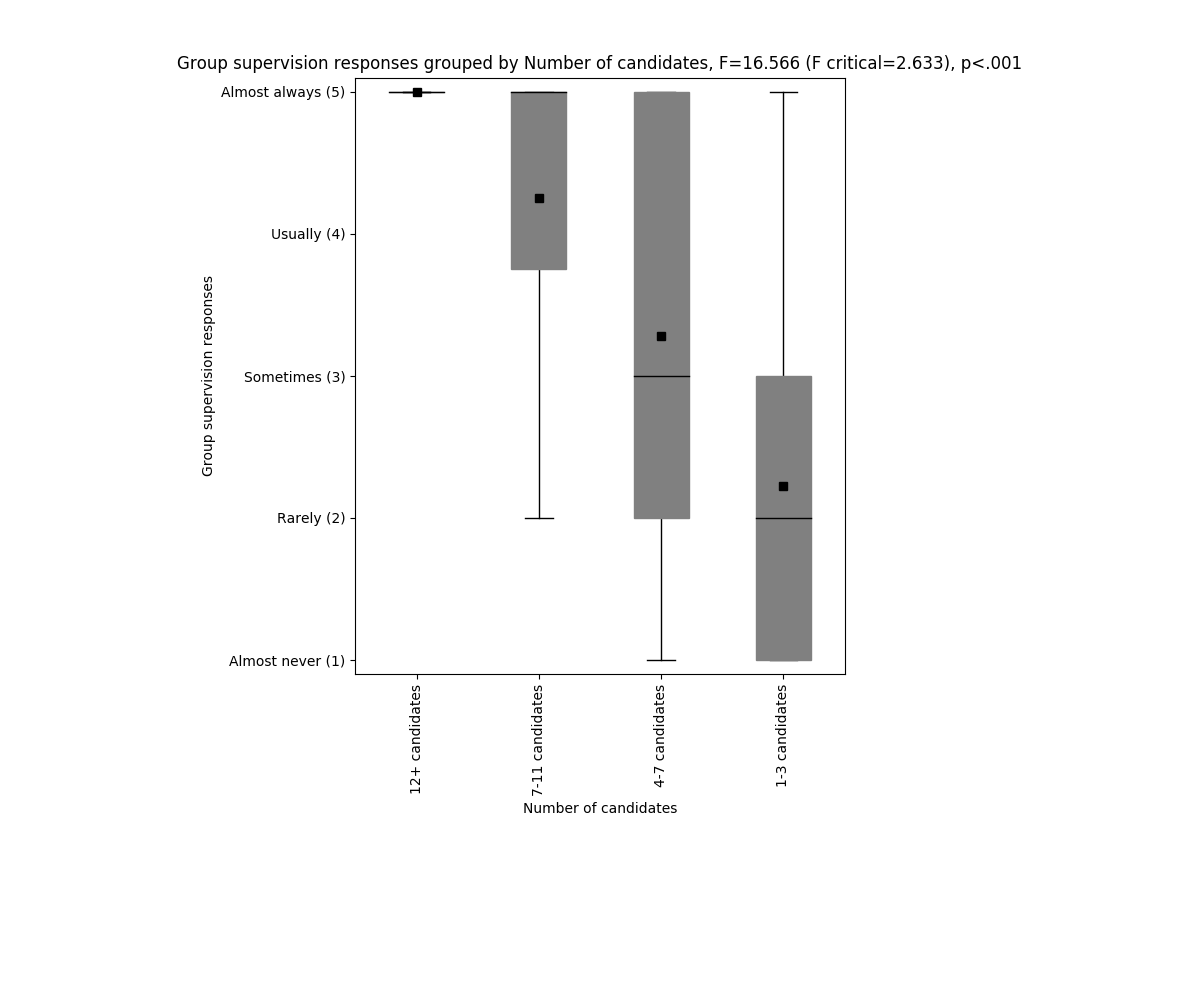 Group supervision responses grouped by Number of candidates, F=16.566 (F critical=2.633), p<.001
Almost always (5)
Usually (4)
Sometimes (3)
Rarely (2)
Almost never (1)
Group supervision responses
12+ candidates
7-11 candidates
4-7 candidates
1-3 candidates
Number of candidates